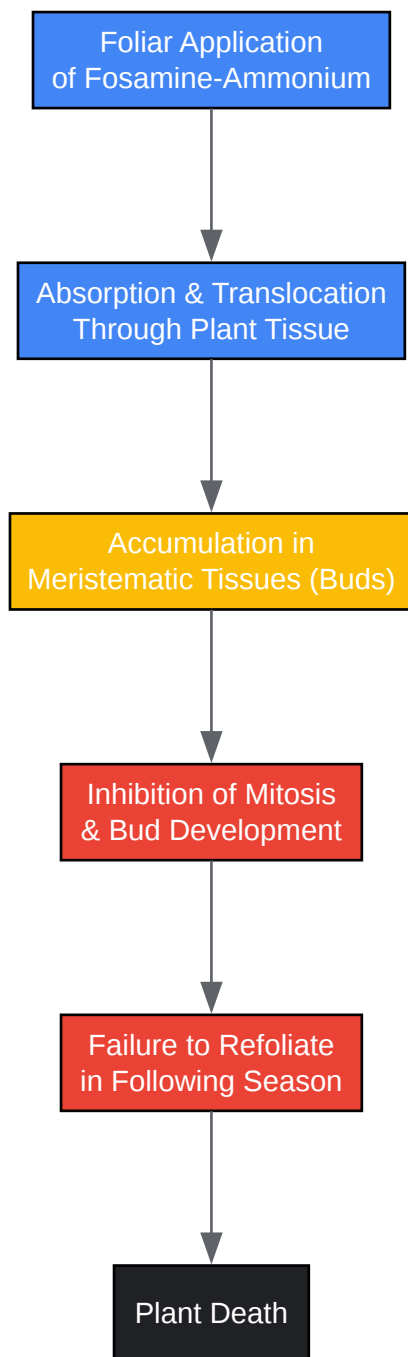 Foliar Application
of Fosamine-Ammonium
Absorption & Translocation
Through Plant Tissue
Accumulation in
Meristematic Tissues (Buds)
Inhibition of Mitosis
& Bud Development
Failure to Refoliate
in Following Season
Plant Death